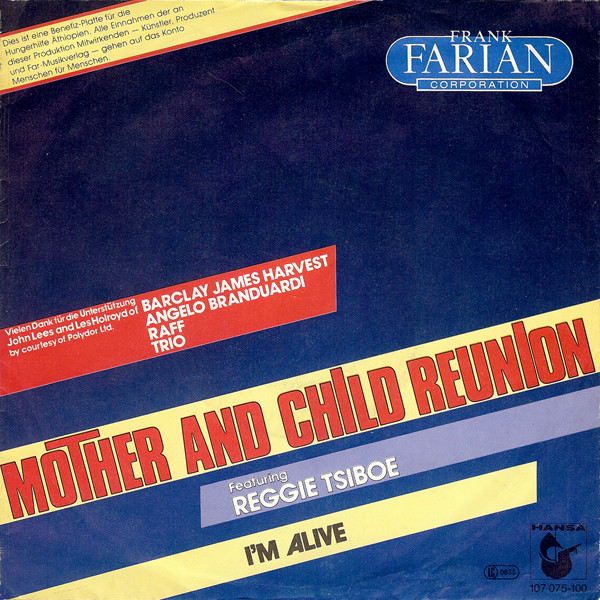 Dies ist eine Benefiz-Platte für die
Hungerhilfe Äthiopien. Alle Einnahmen der an
dieser Produktion Mitwirkenden – Künstler, Produzent
und Far-Musikverlag – gehen auf das Konto
Menschen für Menschen.
FRANK
FARIAN
CORPORATION
Vielen Dank für die Unterstützung
John Lees and Les Holroyd of
by courtesy of Polydor Ltd.
BARCLAY JAMES HARVEST
ANGELO BRANDUARDI
RAFF
TRIO
MOTHER AND CHILD REUNION
Featuring
REGGIE TSIBOE
I'M ALIVE
HANSA
LC 0835
107 075-100